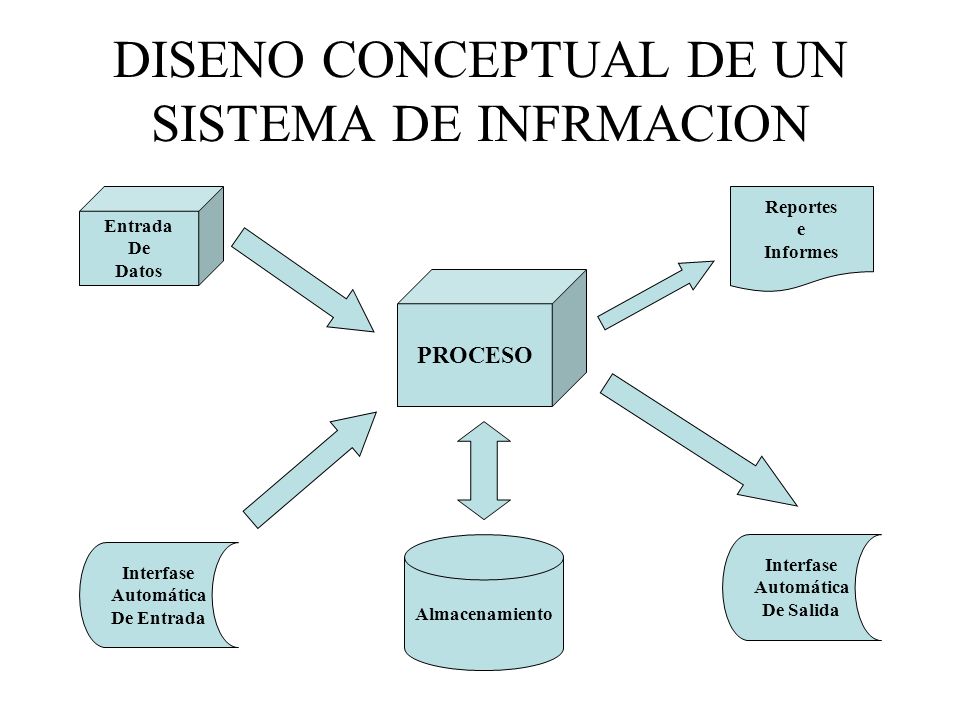 DISENO CONCEPTUAL DE UN
SISTEMA DE INFRMACION
Entrada
De
Datos
Reportes
e
Informes
PROCESO
Interfase
Automática
De Entrada
Almacenamiento
Interfase
Automática
De Salida